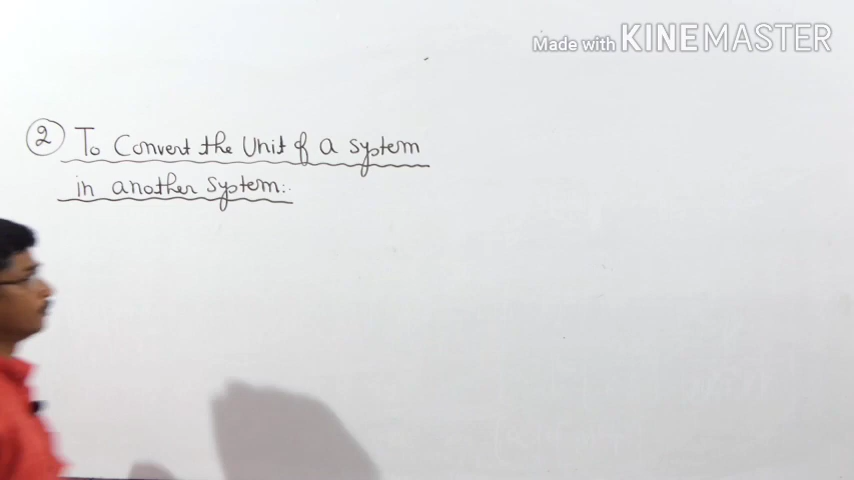 Made with KINEMASTER
② To Convert the Unit of a system
in another system:.